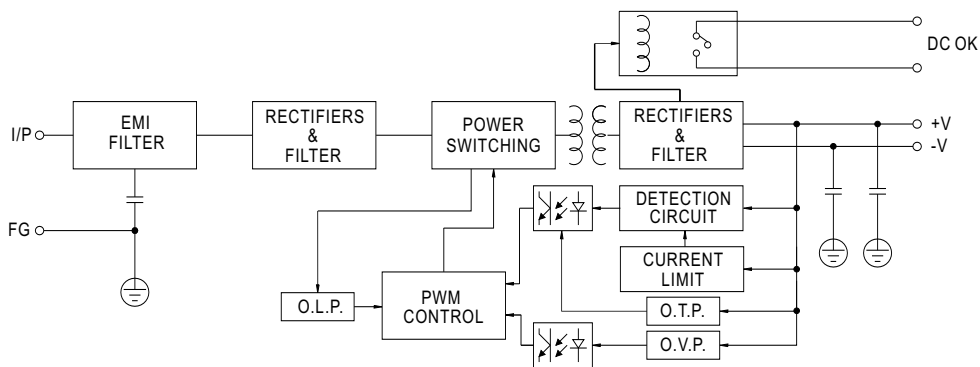 DC OK
I/P
EMI
FILTER
RECTIFIERS
&
FILTER
POWER
SWITCHING
RECTIFIERS
&
FILTER
+V
-V
FG
DETECTION
CIRCUIT
CURRENT
LIMIT
O.L.P.
PWM
CONTROL
O.T.P.
O.V.P.